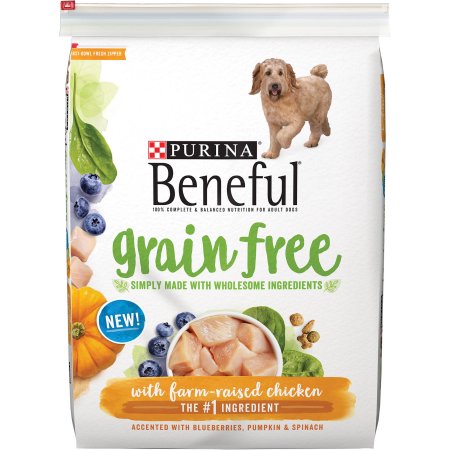 PURINA
Beneful
100% COMPLETE & BALANCED NUTRITION FOR ADULT DOGS
grain free
SIMPLY MADE WITH WHOLESOME INGREDIENTS
NEW!
with farm-raised chicken
THE #1 INGREDIENT
ACCENTED WITH BLUEBERRIES, PUMPKIN & SPINACH